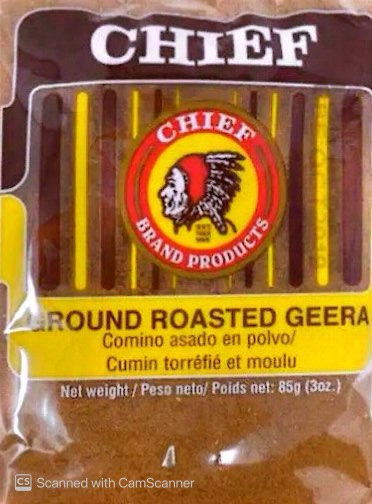 CHIEF
CHIEF
BRAND PRODUCTS
GROUND ROASTED GEERA
Comino asado en polvo/
Cumin torréfié et moulu
Net weight / Peso neto/ Poids net: 85g (3oz.)
CS Scanned with CamScanner